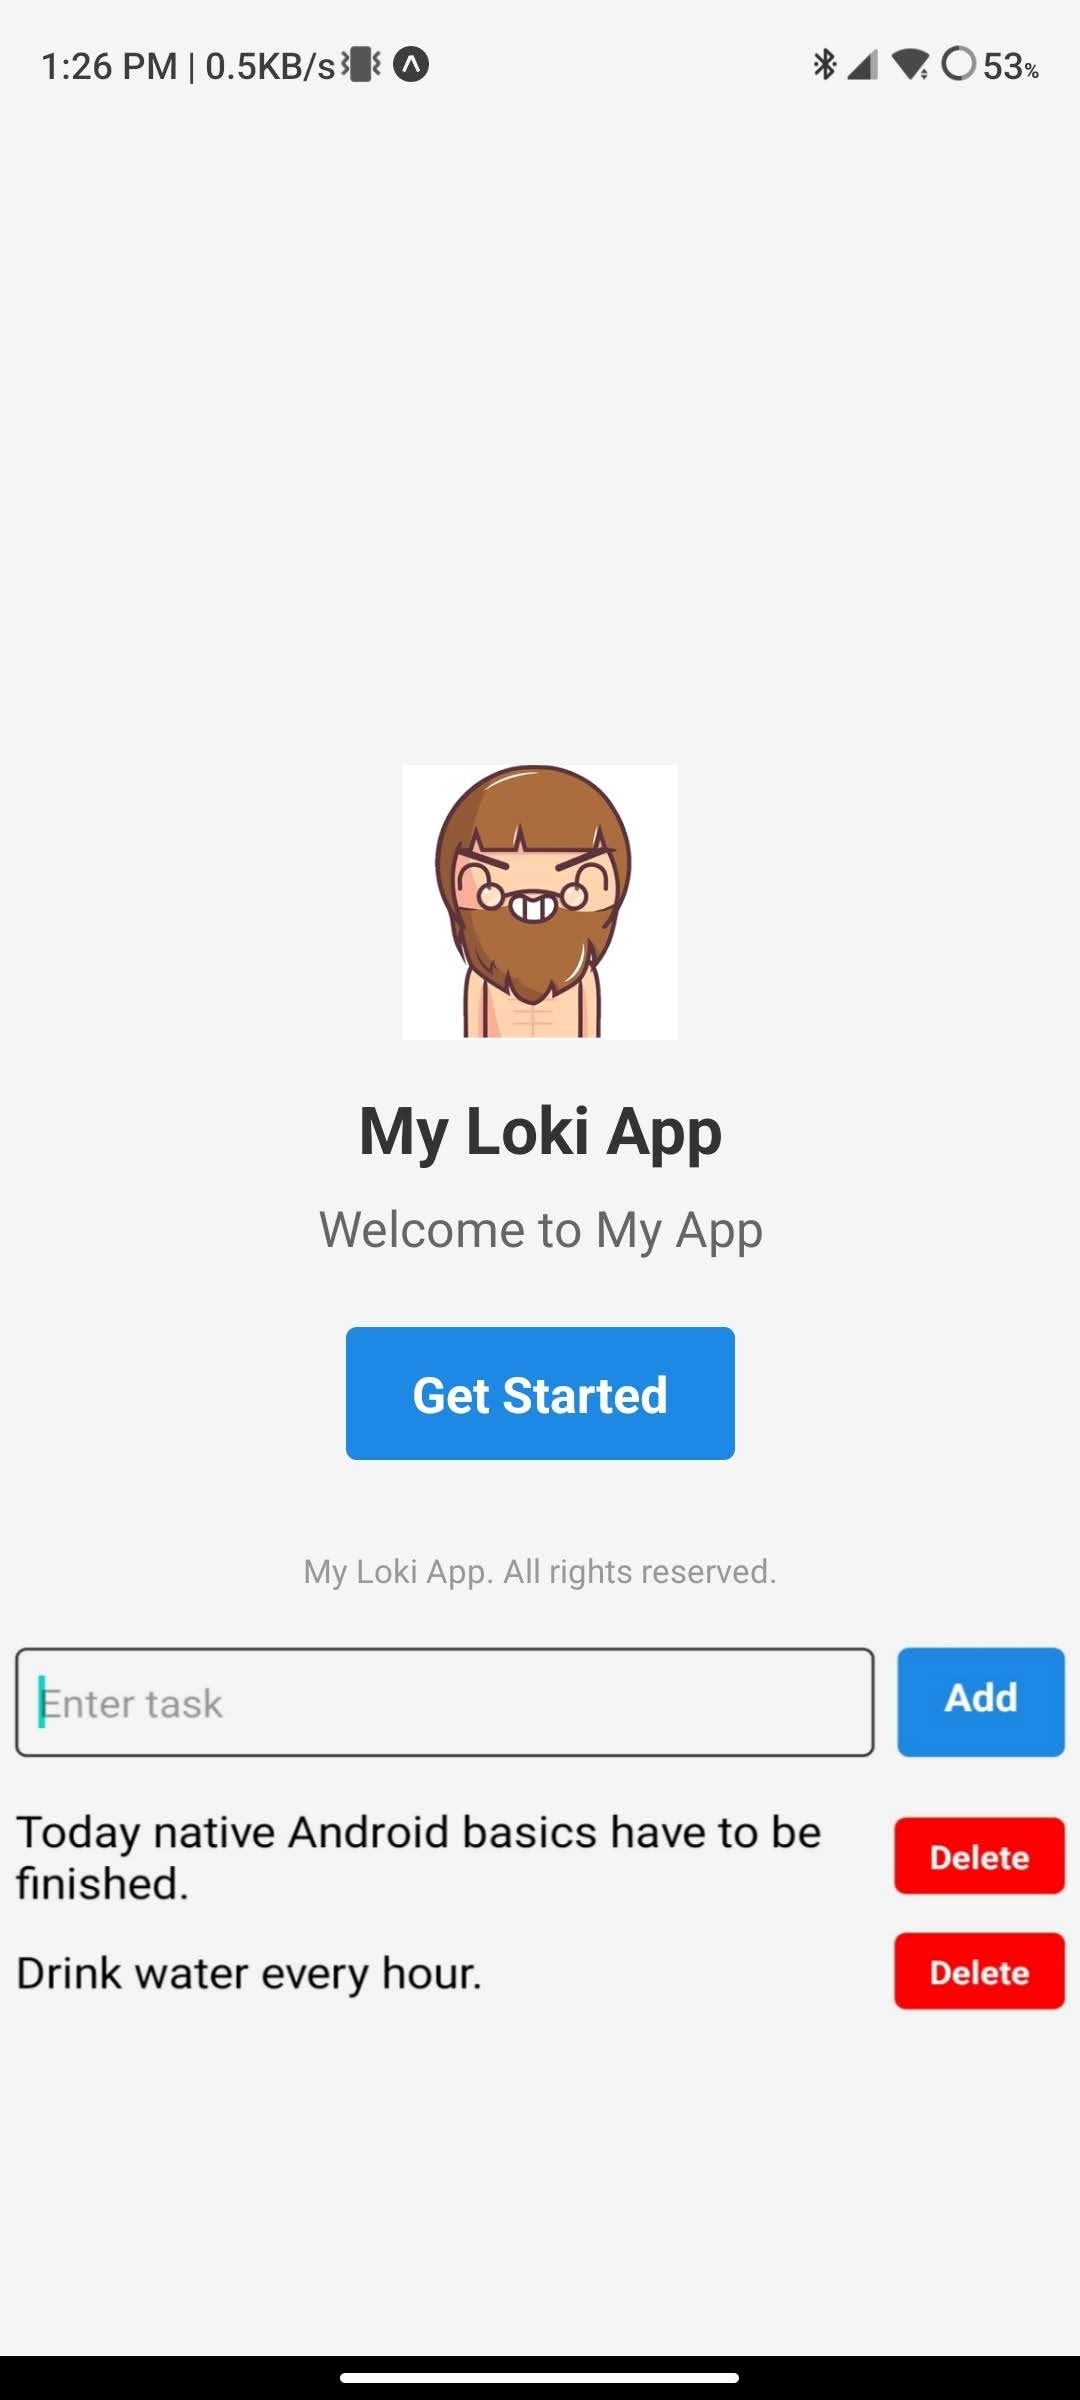 1:26 PM | 0.5KB/s 53%
My Loki App
Welcome to My App
Get Started
My Loki App. All rights reserved.
Enter task Add
Today native Android basics have to be
finished.
Delete
Drink water every hour. Delete